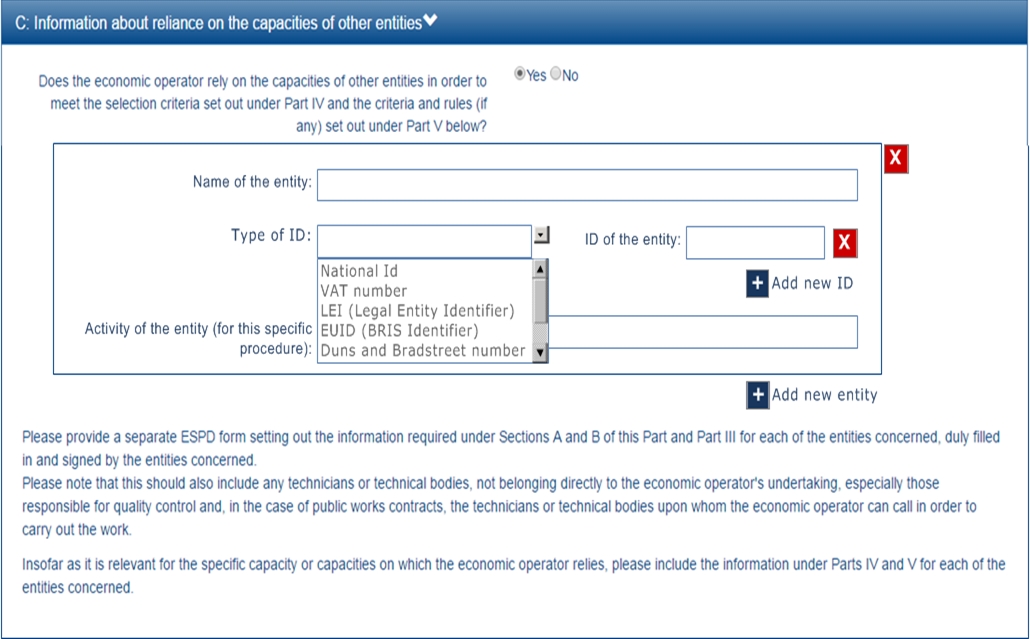 C: Information about reliance on the capacities of other entities
Does the economic operator rely on the capacities of other entities in order to
meet the selection criteria set out under Part IV and the criteria and rules (if
any) set out under Part V below?
Yes No
X
Name of the entity:
Type of ID:
ID of the entity:
X
National Id
VAT number
LEI (Legal Entity Identifier)
EUID (BRIS Identifier)
Duns and Bradstreet number
+ Add new ID
Activity of the entity (for this specific
procedure):
+ Add new entity
Please provide a separate ESPD form setting out the information required under Sections A and B of this Part and Part III for each of the entities concerned, duly filled
in and signed by the entities concerned.
Please note that this should also include any technicians or technical bodies, not belonging directly to the economic operator's undertaking, especially those
responsible for quality control and, in the case of public works contracts, the technicians or technical bodies upon whom the economic operator can call in order to
carry out the work.
Insofar as it is relevant for the specific capacity or capacities on which the economic operator relies, please include the information under Parts IV and V for each of the
entities concerned.